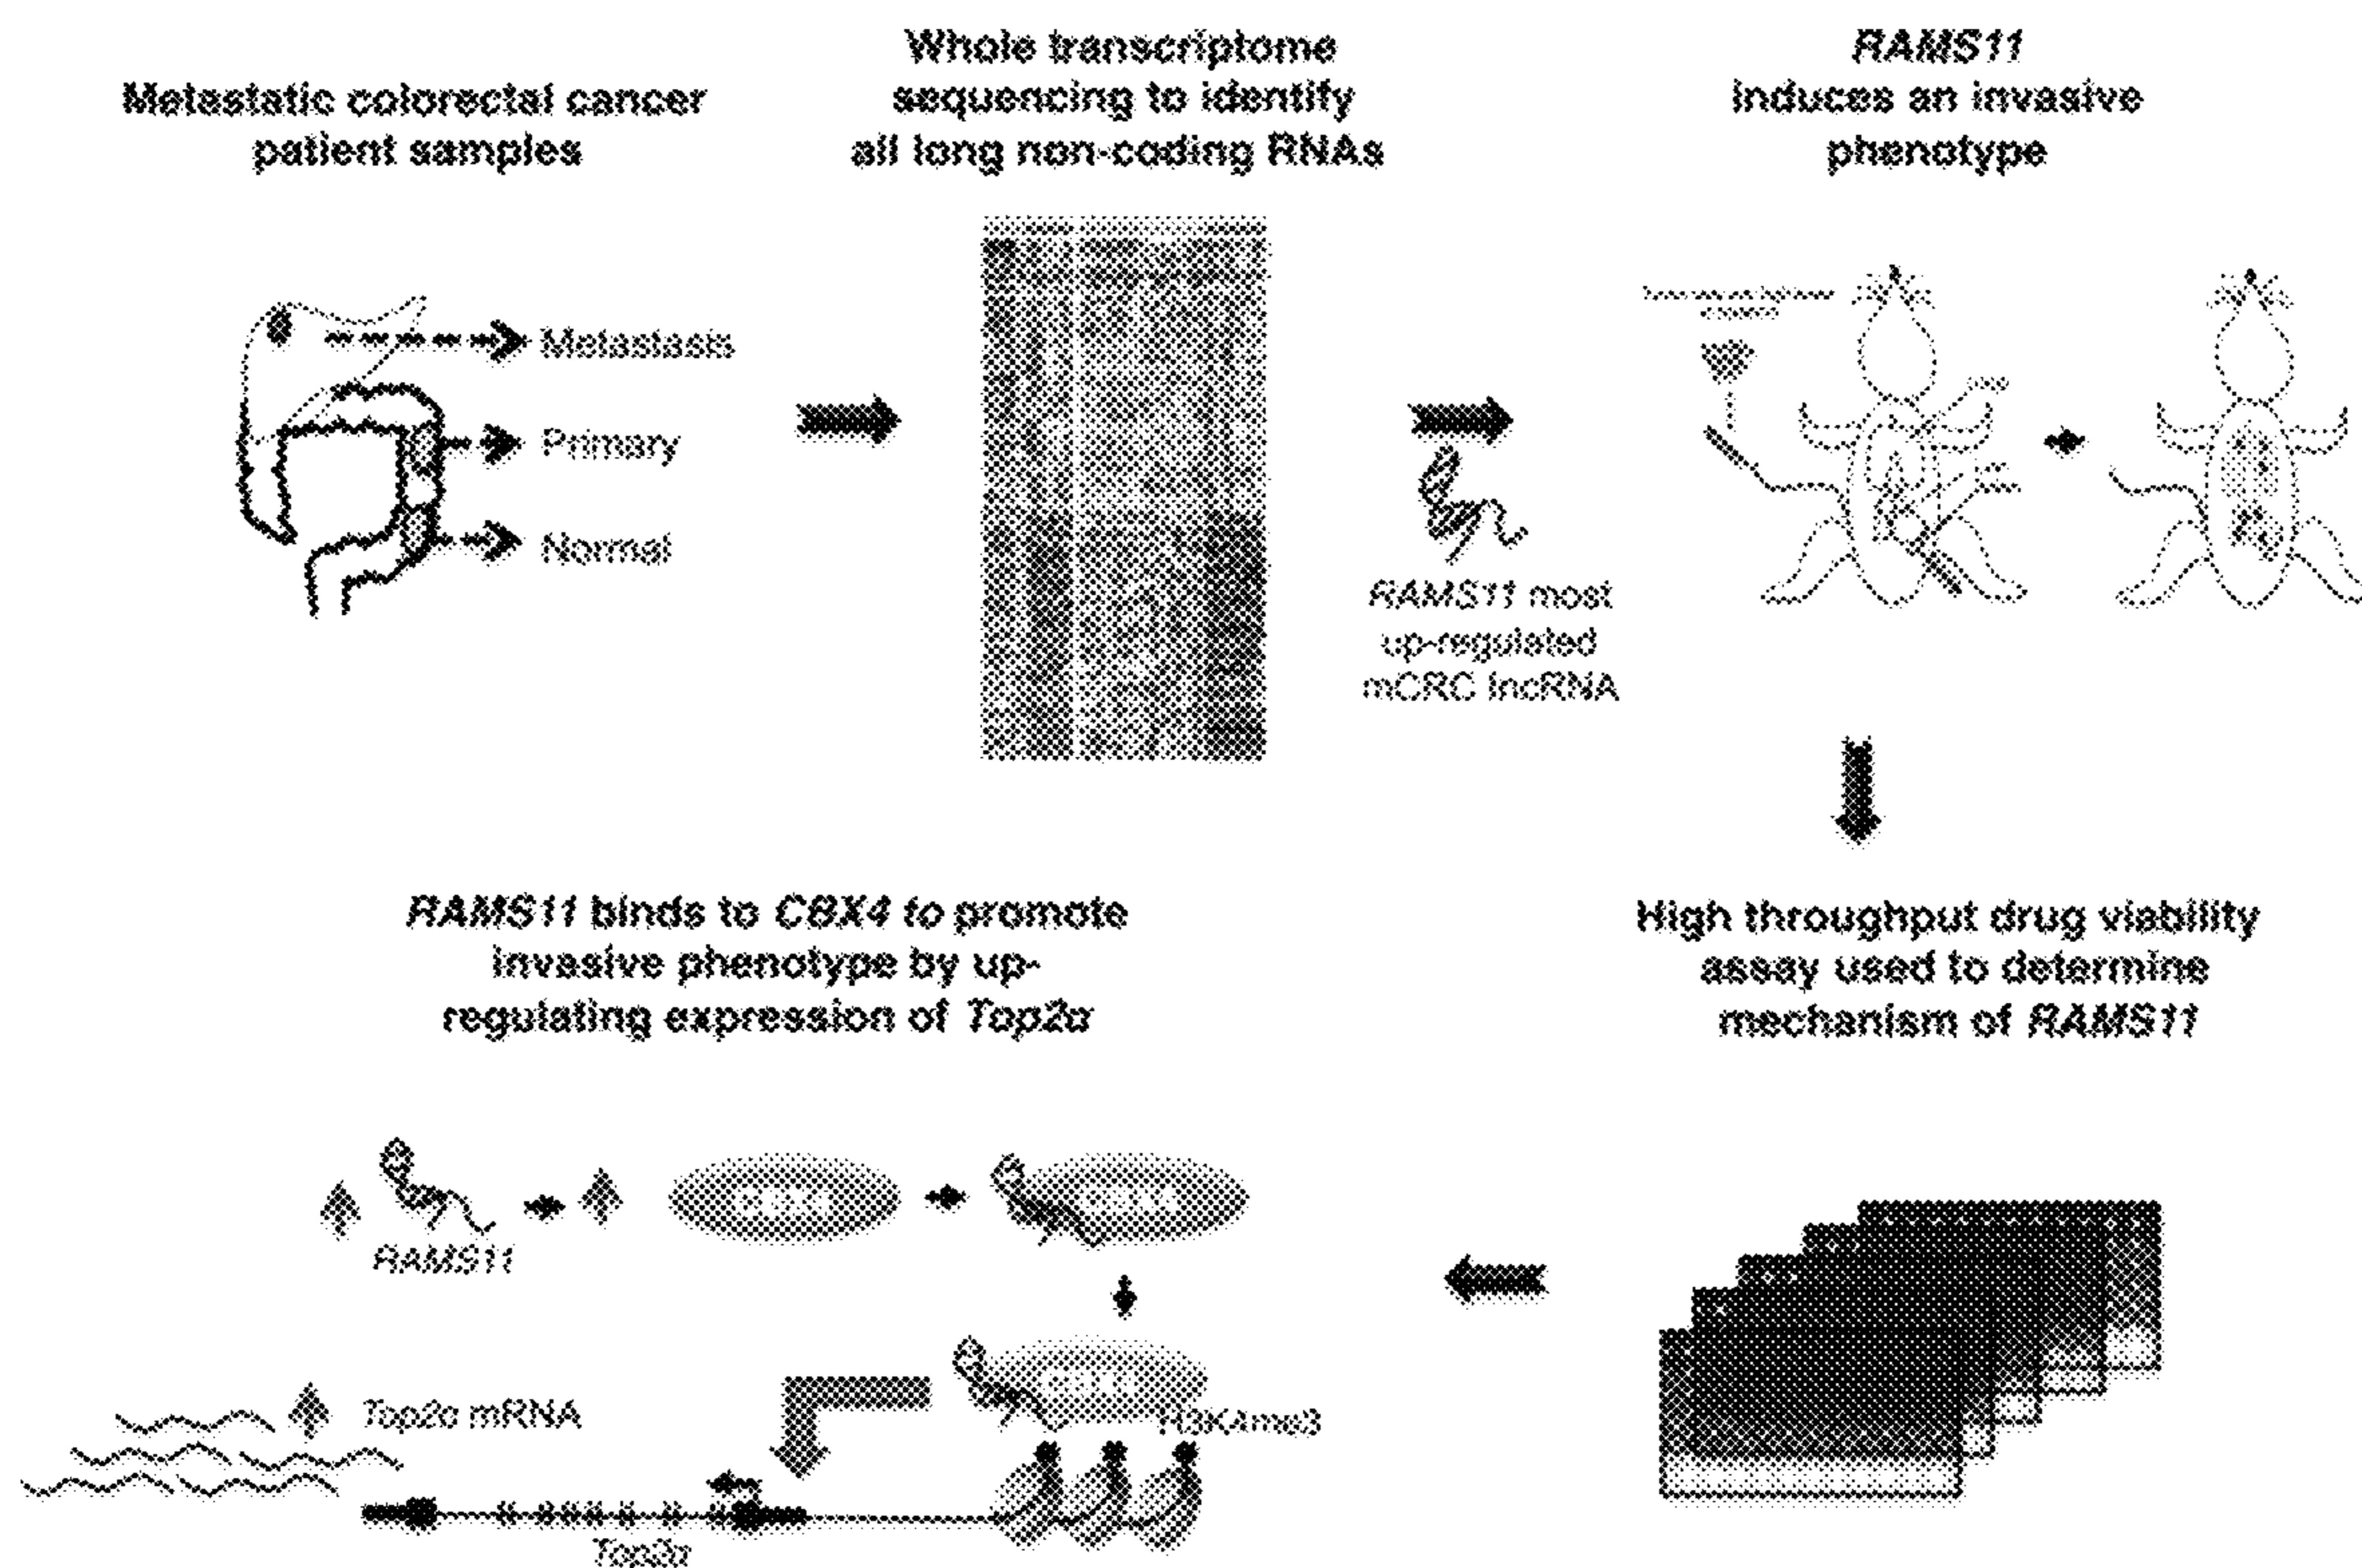 Metastatic colorectal cancer
patient samples
Metastasis
Primary
Normal
Whole transcriptome
sequencing to identify
all long non-coding RNAs
RAMS11 most
up-regulated
mCRC lncRNA
RAMS11
induces an invasive
phenotype
High throughput drug viability
assay used to determine
mechanism of RAMS11
RAMS11 binds to CBX4 to promote
invasive phenotype by up-
regulating expression of Top2α
RAMS11
CBX4
CBX4
H3K4me3
Top2α mRNA
Top2α